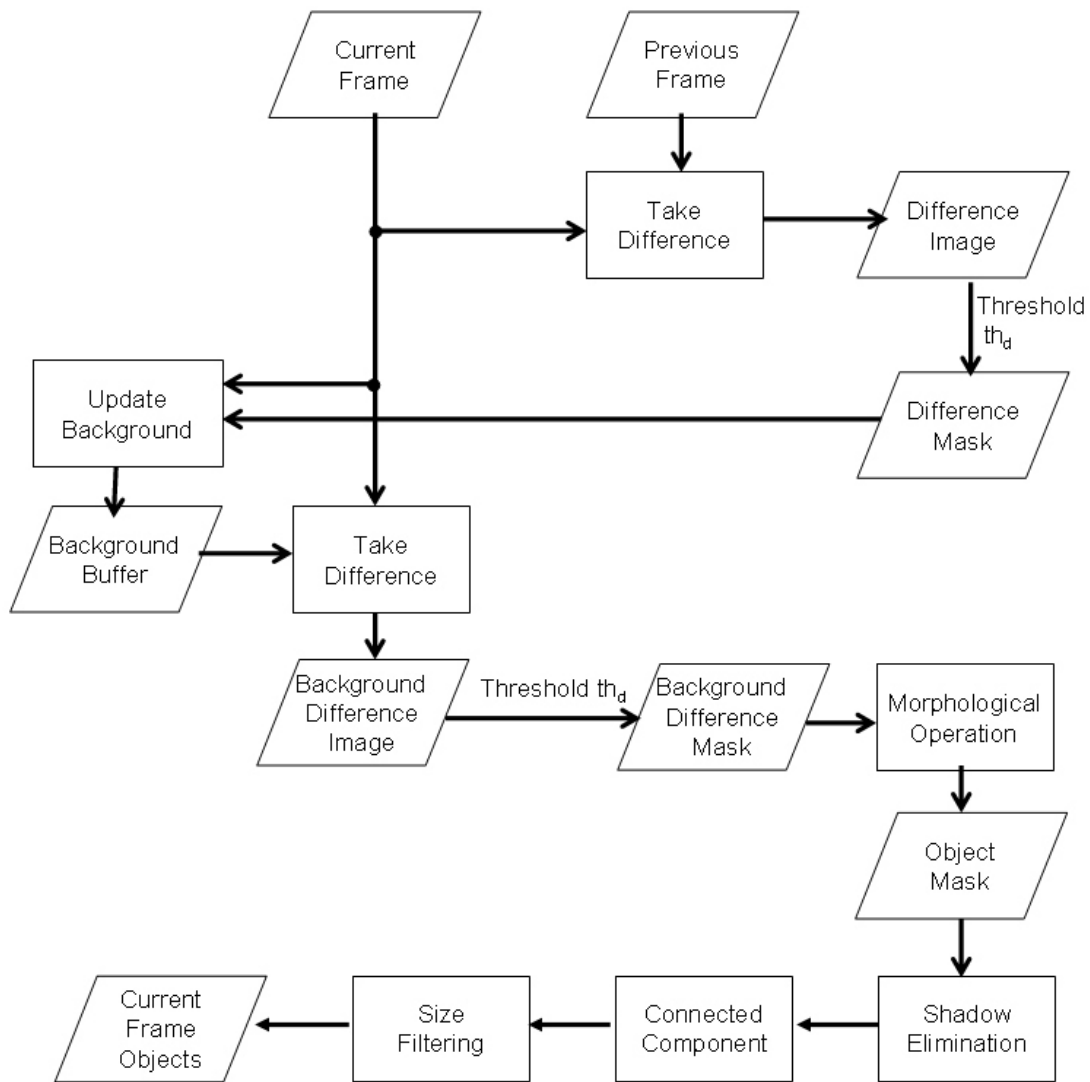 Current
Frame
Previous
Frame
Take
Difference
Difference
Image
Threshold
th_d
Update
Background
Difference
Mask
Background
Buffer
Take
Difference
Background
Difference
Image
Threshold th_d
Background
Difference
Mask
Morphological
Operation
Object
Mask
Current
Frame
Objects
Size
Filtering
Connected
Component
Shadow
Elimination